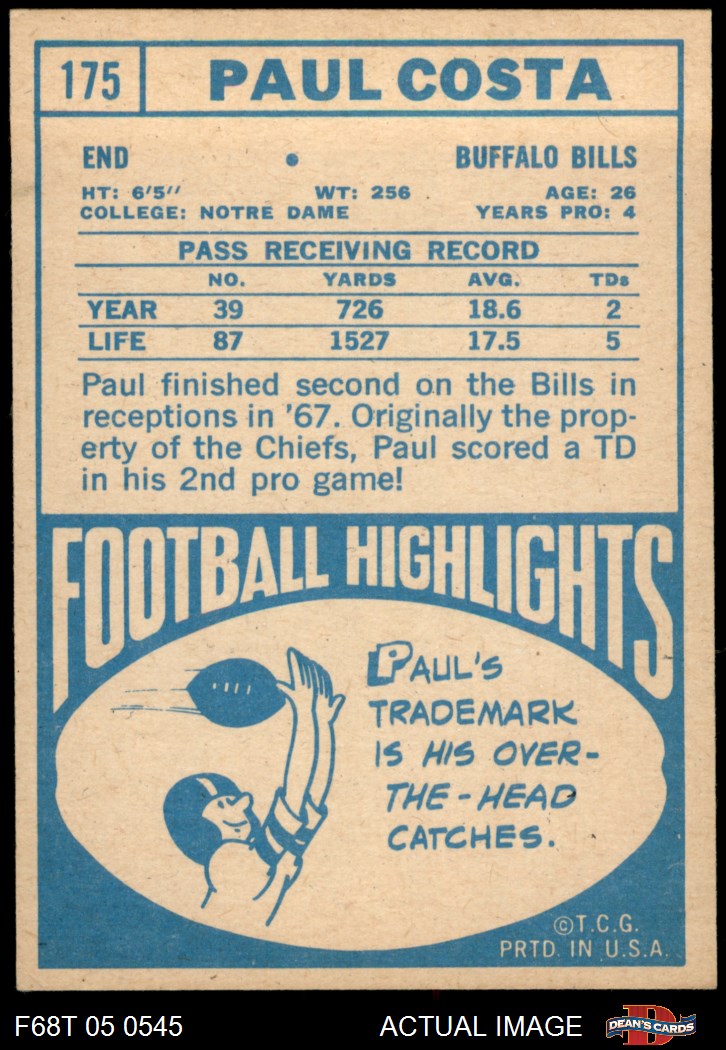 175 PAUL COSTA
END • BUFFALO BILLS
HT: 6'5" WT: 256 AGE: 26
COLLEGE: NOTRE DAME YEARS PRO: 4
PASS RECEIVING RECORD
NO. YARDS AVG. TDs
YEAR 39 726 18.6 2
LIFE 87 1527 17.5 5
Paul finished second on the Bills in
receptions in '67. Originally the prop-
erty of the Chiefs, Paul scored a TD
in his 2nd pro game!
FOOTBALL HIGHLIGHTS
PAUL'S
TRADEMARK
IS HIS OVER-
THE-HEAD
CATCHES.
©T.C.G.
PRTD. IN U.S.A.
F68T 05 0545 ACTUAL IMAGE D DEAN'S CARDS